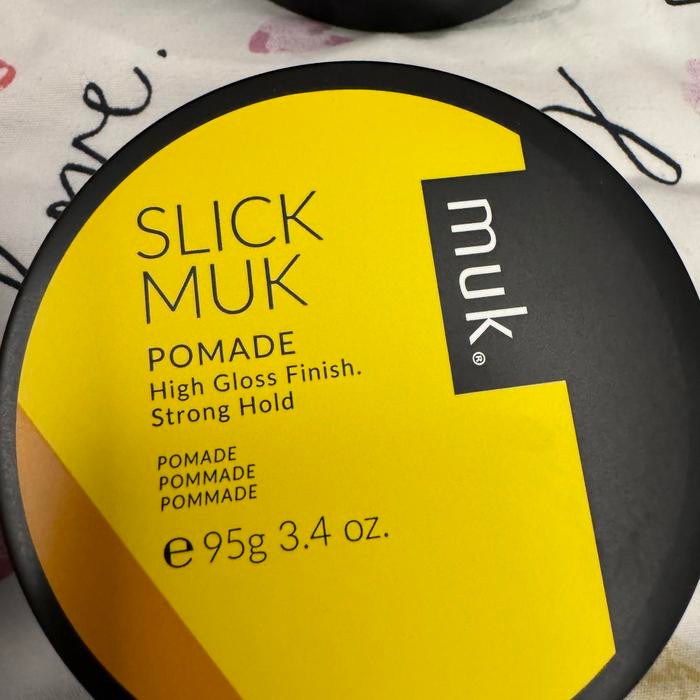 SLICK
MUK
POMADE
High Gloss Finish.
Strong Hold
POMADE
POMMADE
POMMADE
e 95g 3.4 oz.
muk®